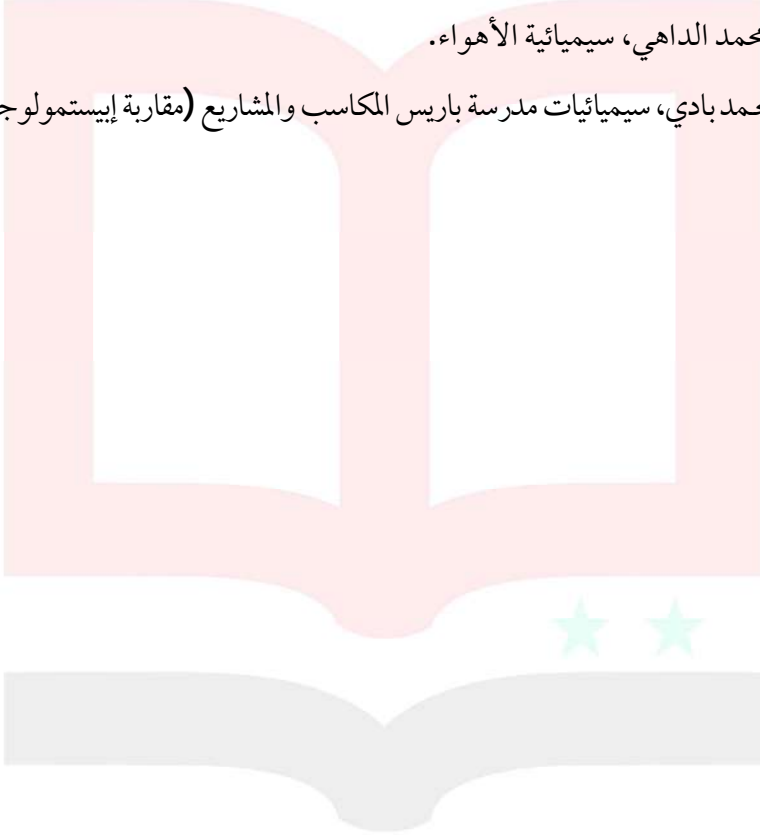 محمد الداهي، سيميائية الأهواء.
محمد بادي، سيميائيات مدرسة باريس المكاسب والمشاريع (مقاربة إبيستمولوج